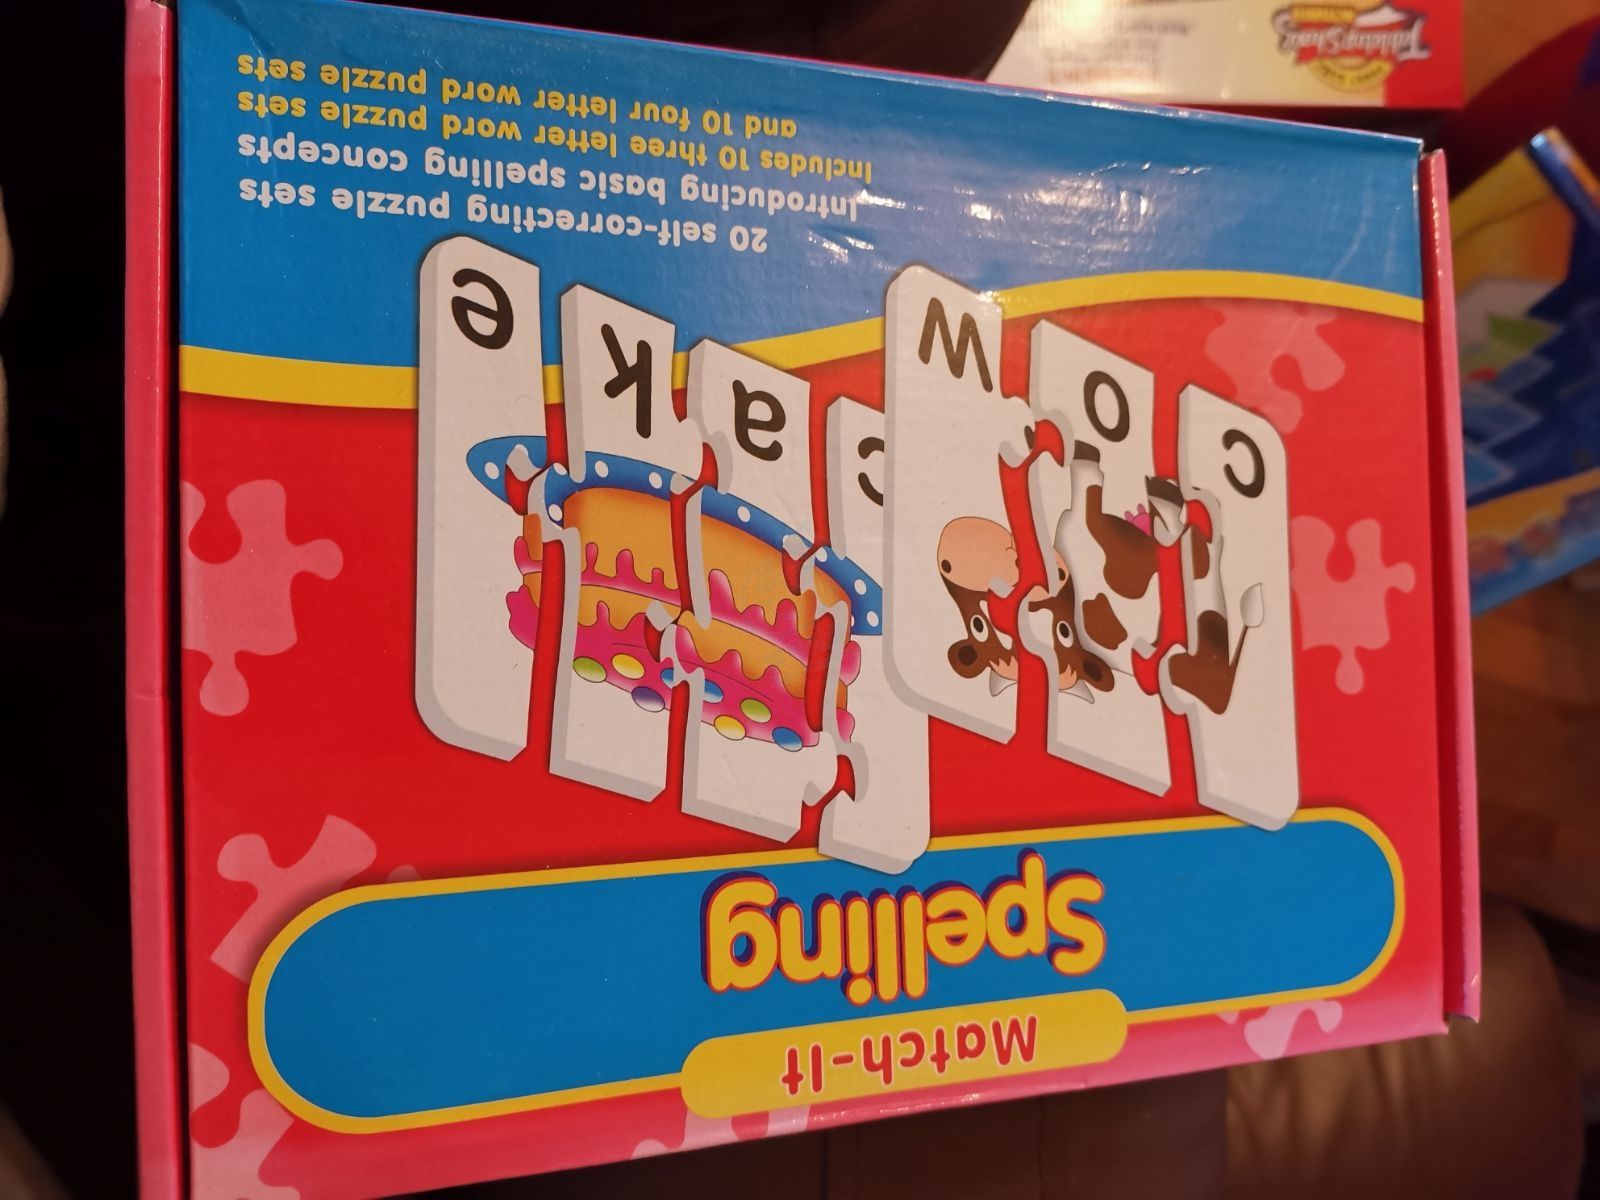 Match-It
Spelling
c o w
c a k e
20 self-correcting puzzle sets
Introducing basic spelling concepts
Includes 10 three letter word puzzle sets
and 10 four letter word puzzle sets